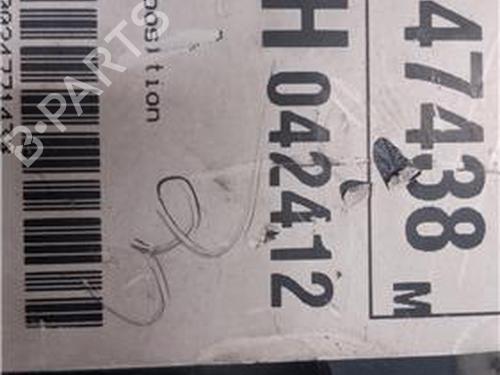 47438 M
H 042412
position
B-PARTS